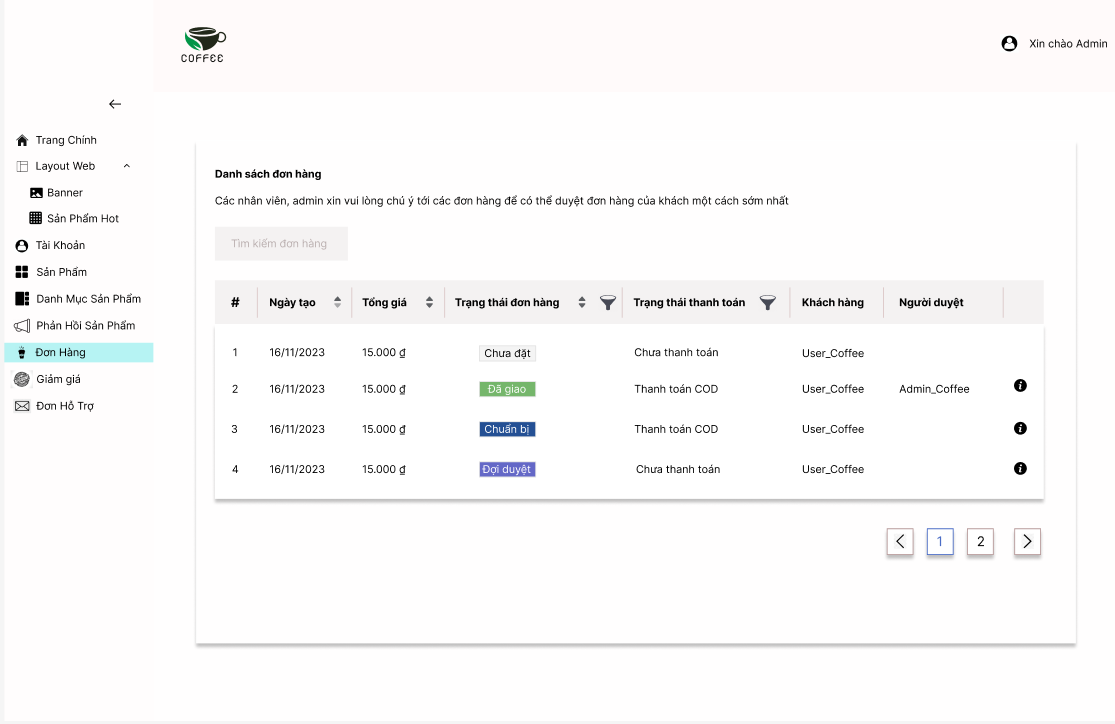 COFFEE
Xin chào Admin
Trang Chính
Layout Web
Banner
Sản Phẩm Hot
Tài Khoản
Sản Phẩm
Danh Mục Sản Phẩm
Phản Hồi Sản Phẩm
Đơn Hàng
Giảm giá
Đơn Hỗ Trợ
Danh sách đơn hàng
Các nhân viên, admin xin vui lòng chú ý tới các đơn hàng để có thể duyệt đơn hàng của khách một cách sớm nhất
Tìm kiếm đơn hàng
# Ngày tạo Tổng giá Trạng thái đơn hàng Trạng thái thanh toán Khách hàng Người duyệt
1 16/11/2023 15.000 ₫ Chưa đặt Chưa thanh toán User_Coffee
2 16/11/2023 15.000 ₫ Đã giao Thanh toán COD User_Coffee Admin_Coffee
3 16/11/2023 15.000 ₫ Chuẩn bị Thanh toán COD User_Coffee
4 16/11/2023 15.000 ₫ Đợi duyệt Chưa thanh toán User_Coffee
1 2